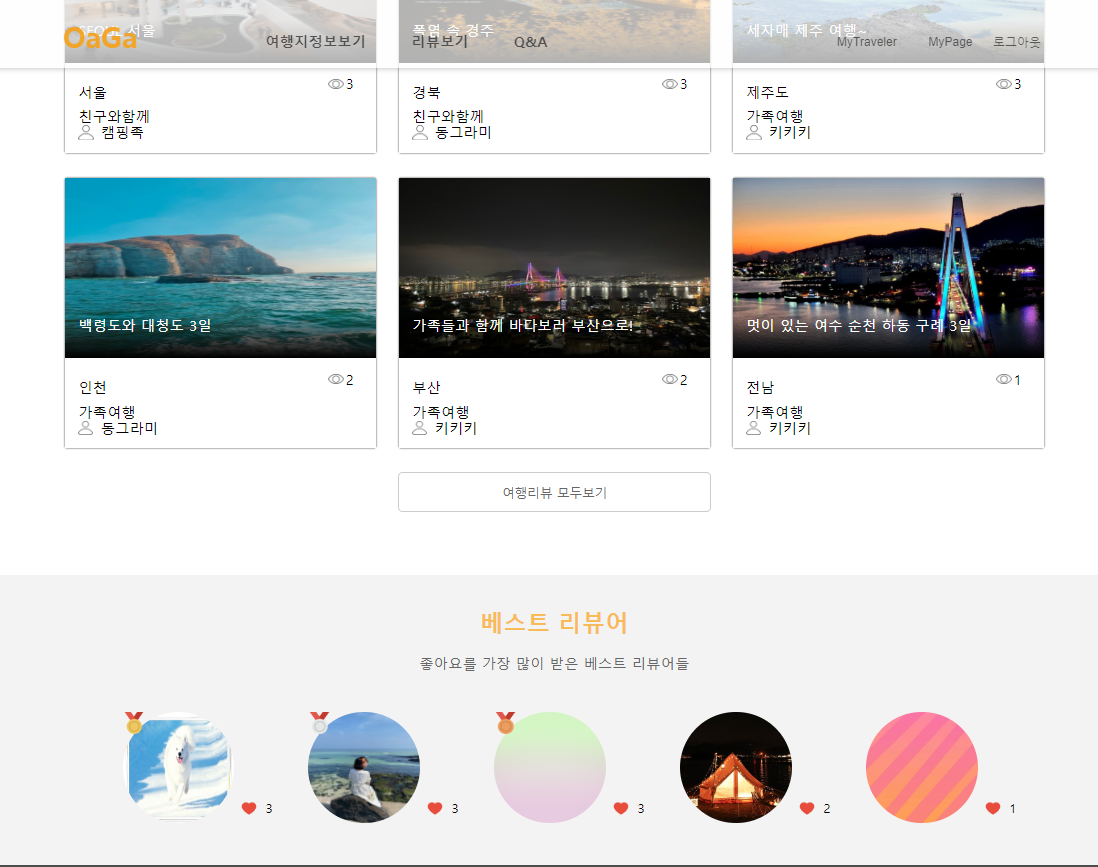 SEOUL 서울
폭염 속 경주
세자매 제주 여행~
OaGa
여행지정보보기
리뷰보기
Q&A
MyTraveler
MyPage
로그아웃
서울
3
친구와함께
캠핑족
경북
3
친구와함께
동그라미
제주도
3
가족여행
키키키
백령도와 대청도 3일
가족들과 함께 바다보러 부산으로!
멋이 있는 여수 순천 하동 구례 3일
인천
2
가족여행
동그라미
부산
2
가족여행
키키키
전남
1
가족여행
키키키
여행리뷰 모두보기
베스트 리뷰어
좋아요를 가장 많이 받은 베스트 리뷰어들
3
3
3
2
1